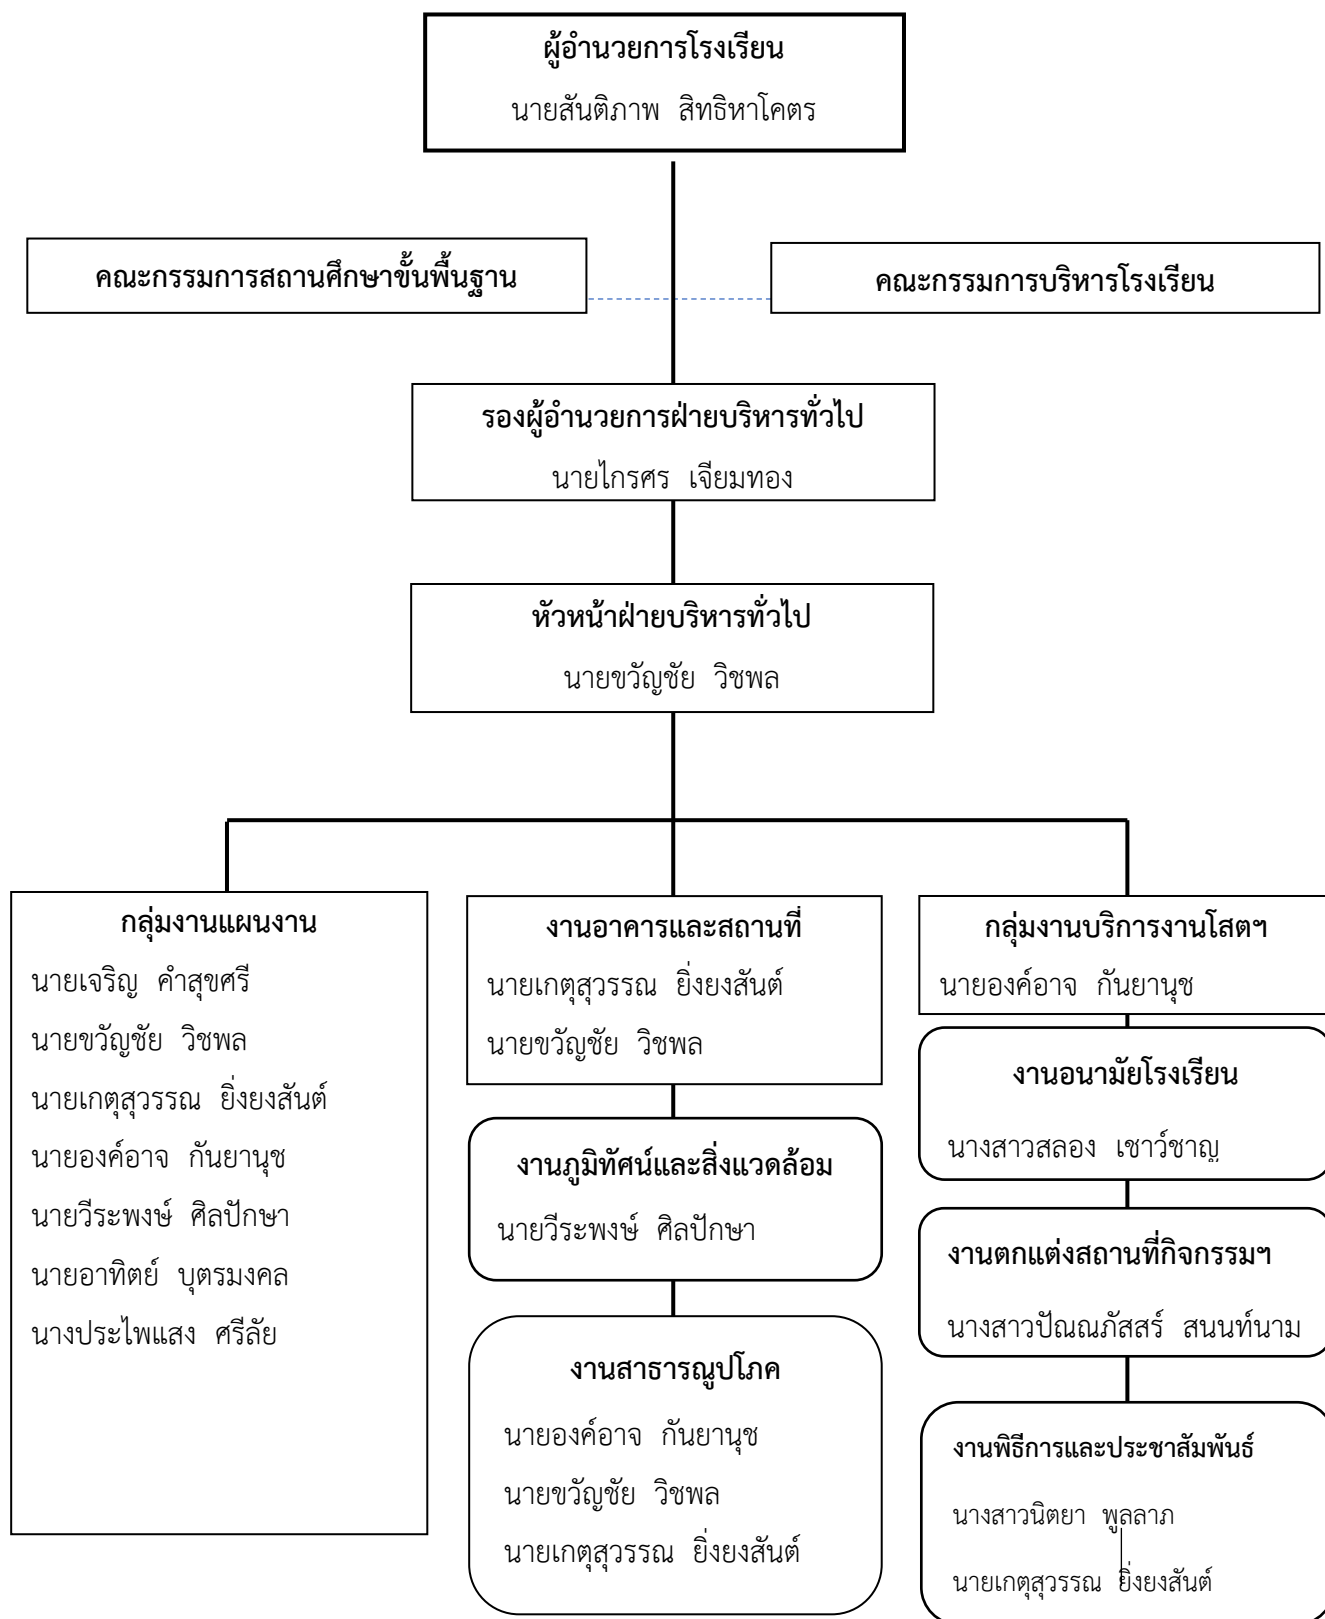 ผู้อำนวยการโรงเรียน
นายสันติภาพ สิทธิหาโคตร
คณะกรรมการสถานศึกษาขั้นพื้นฐาน
คณะกรรมการบริหารโรงเรียน
รองผู้อำนวยการฝ่ายบริหารทั่วไป
นายไกรศร เจียมทอง
หัวหน้าฝ่ายบริหารทั่วไป
นายขวัญชัย วิชพล
กลุ่มงานแผนงาน
นายเจริญ คำสุขศรี
นายขวัญชัย วิชพล
นายเกตุสุวรรณ ยิ่งยงสันต์
นายองค์อาจ กันยานุช
นายวีระพงษ์ ศิลปักษา
นายอาทิตย์ บุตรมงคล
นางประไพแสง ศรีลัย
งานอาคารและสถานที่
นายเกตุสุวรรณ ยิ่งยงสันต์
นายขวัญชัย วิชพล
งานภูมิทัศน์และสิ่งแวดล้อม
นายวีระพงษ์ ศิลปักษา
งานสาธารณูปโภค
นายองค์อาจ กันยานุช
นายขวัญชัย วิชพล
นายเกตุสุวรรณ ยิ่งยงสันต์
กลุ่มงานบริการงานโสตฯ
นายองค์อาจ กันยานุช
งานอนามัยโรงเรียน
นางสาวสลอง เชาว์ชาญ
งานตกแต่งสถานที่กิจกรรมฯ
นางสาวปัณณภัสสร์ สนนท์นาม
งานพิธีการและประชาสัมพันธ์
นางสาวนิตยา พูลลาภ
นายเกตุสุวรรณ ยิ่งยงสันต์